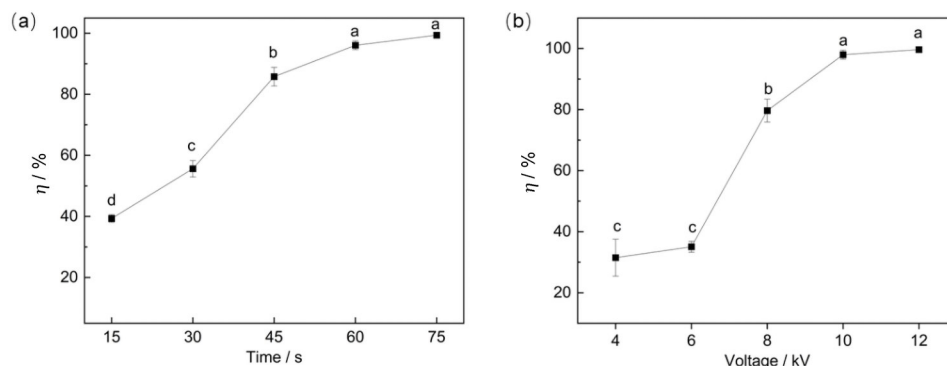 (a)
100
80
60
40
20
η / %
d
c
b
a
a
15 30 45 60 75
Time / s
(b)
100
80
60
40
20
η / %
c
c
b
a
a
4 6 8 10 12
Voltage / kV